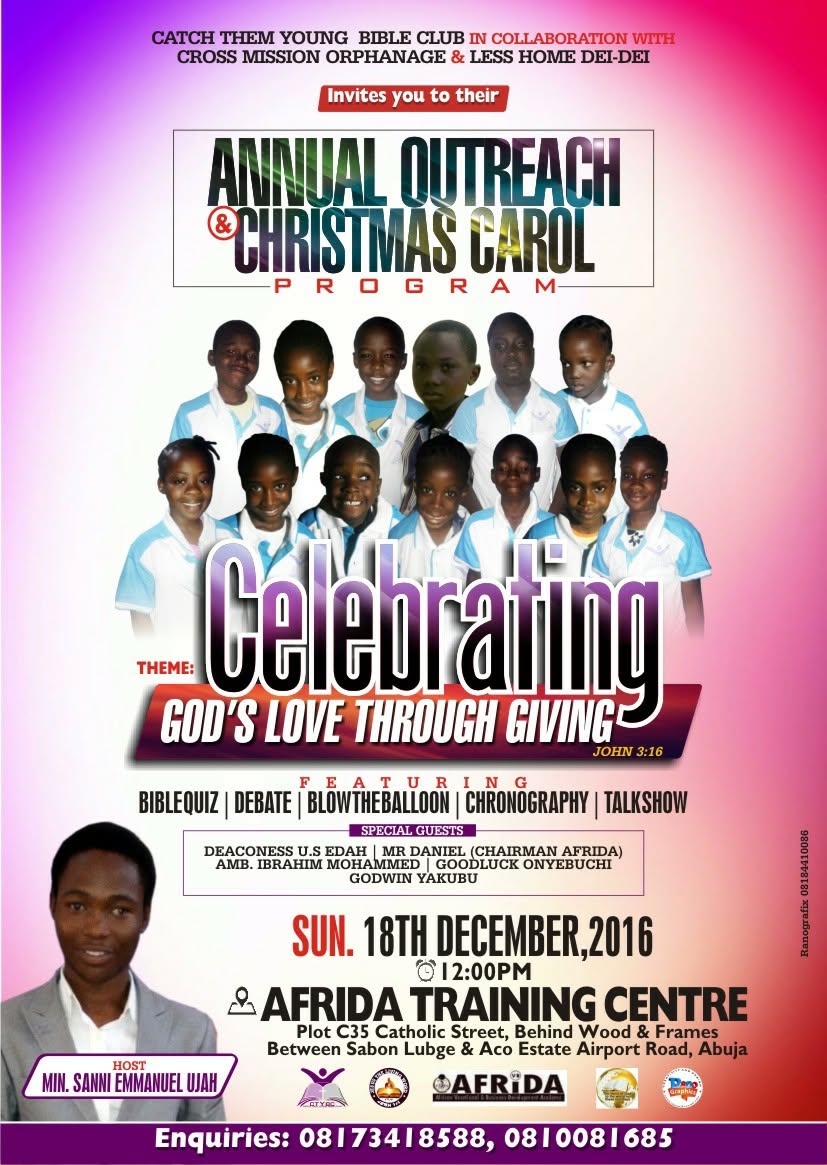 CATCH THEM YOUNG BIBLE CLUB IN COLLABORATION WITH
CROSS MISSION ORPHANAGE & LESS HOME DEI-DEI
Invites you to their
ANNUAL OUTREACH
& CHRISTMAS CAROL
PROGRAM
THEME: Celebrating
GOD'S LOVE THROUGH GIVING
JOHN 3:16
FEATURING
BIBLEQUIZ | DEBATE | BLOWTHEBALLOON | CHRONOGRAPHY | TALKSHOW
SPECIAL GUESTS
DEACONESS U.S EDAH | MR DANIEL (CHAIRMAN AFRIDA)
AMB. IBRAHIM MOHAMMED | GOODLUCK ONYEBUCHI
GODWIN YAKUBU
Ranografix 08184410086
SUN. 18TH DECEMBER,2016
12:00PM
AFRIDA TRAINING CENTRE
Plot C35 Catholic Street, Behind Wood & Frames
Between Sabon Lubge & Aco Estate Airport Road, Abuja
HOST
MIN. SANNI EMMANUEL UJAH
AFRiDA
Enquiries: 08173418588, 0810081685